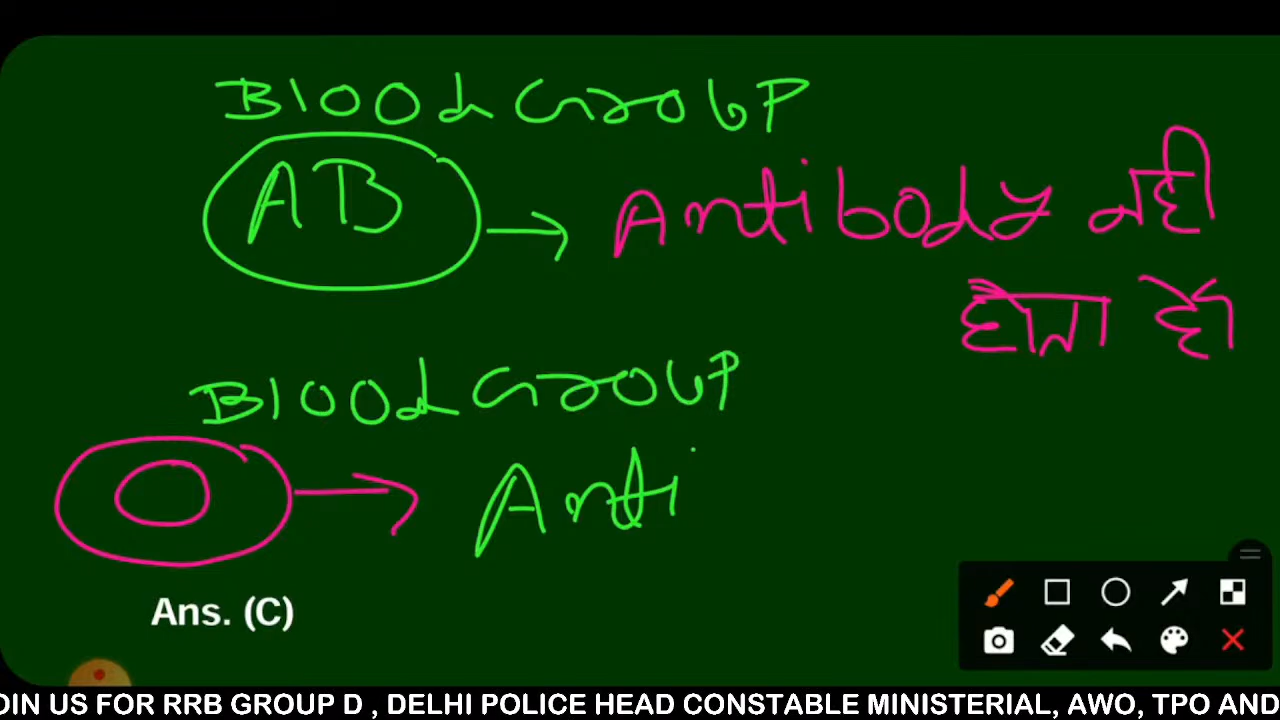 Blood Group
AB → Antibody नही
होता है
Blood Group
O → Anti
Ans. (C)
OIN US FOR RRB GROUP D , DELHI POLICE HEAD CONSTABLE MINISTERIAL, AWO, TPO AND